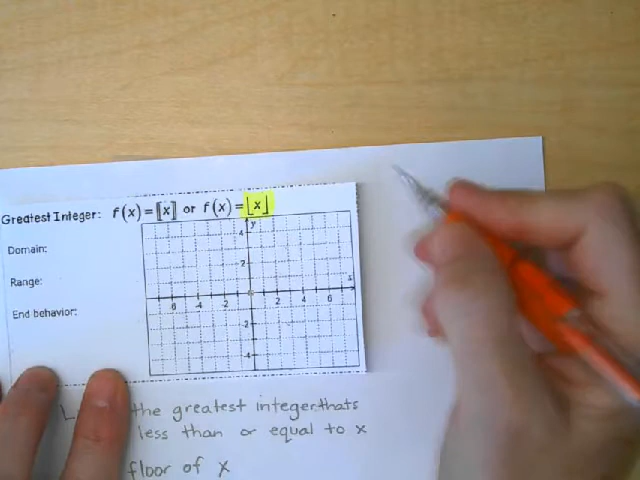 Greatest Integer: f(x) = ⟦x⟧ or f(x) = ⌊x⌋
Domain:
Range:
End behavior:
y
4
2
x
-6 -4 -2 2 4 6
-2
-4
the greatest integer thats
less than or equal to x
floor of x